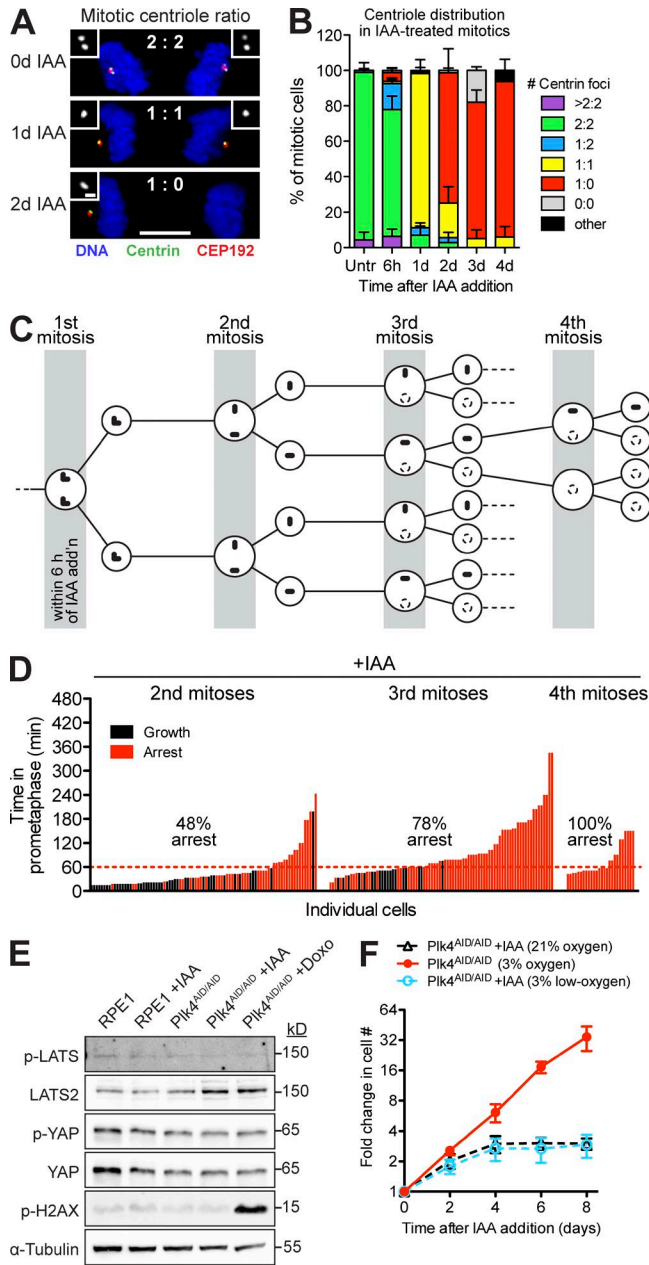 A
Mitotic centriole ratio
0d IAA
2 : 2
1d IAA
1 : 1
2d IAA
1 : 0
DNA Centrin CEP192
B
Centriole distribution
in IAA-treated mitotics
% of mitotic cells
100
80
60
40
20
0
Untr 6h 1d 2d 3d 4d
Time after IAA addition
# Centrin foci
>2:2
2:2
1:2
1:1
1:0
0:0
other
C
1st
mitosis
2nd
mitosis
3rd
mitosis
4th
mitosis
within 6 h
of IAA add'n
D
+IAA
2nd mitoses 3rd mitoses 4th mitoses
Time in
prometaphase (min)
480
420
360
300
240
180
120
60
0
Growth
Arrest
48%
arrest
78%
arrest
100%
arrest
Individual cells
E
RPE1
RPE1 +IAA
Plk4AID/AID
Plk4AID/AID +IAA
Plk4AID/AID +Doxo
kD
p-LATS 150
LATS2 150
p-YAP 65
YAP 65
p-H2AX 15
α-Tubulin 55
F
Plk4AID/AID +IAA (21% oxygen)
Plk4AID/AID (3% oxygen)
Plk4AID/AID +IAA (3% low-oxygen)
Fold change in cell #
64
32
16
8
4
2
1
0 2 4 6 8
Time after IAA addition (days)